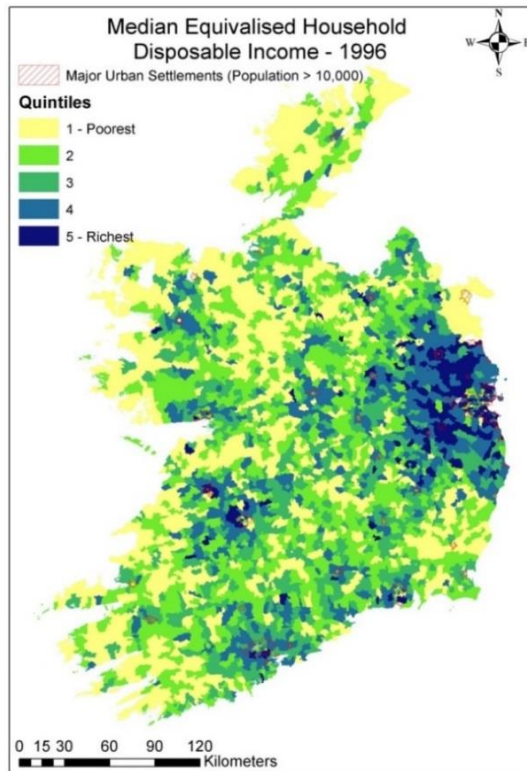 Median Equivalised Household
Disposable Income - 1996
N
W E
S
Major Urban Settlements (Population > 10,000)
Quintiles
1 - Poorest
2
3
4
5 - Richest
0 15 30 60 90 120
Kilometers